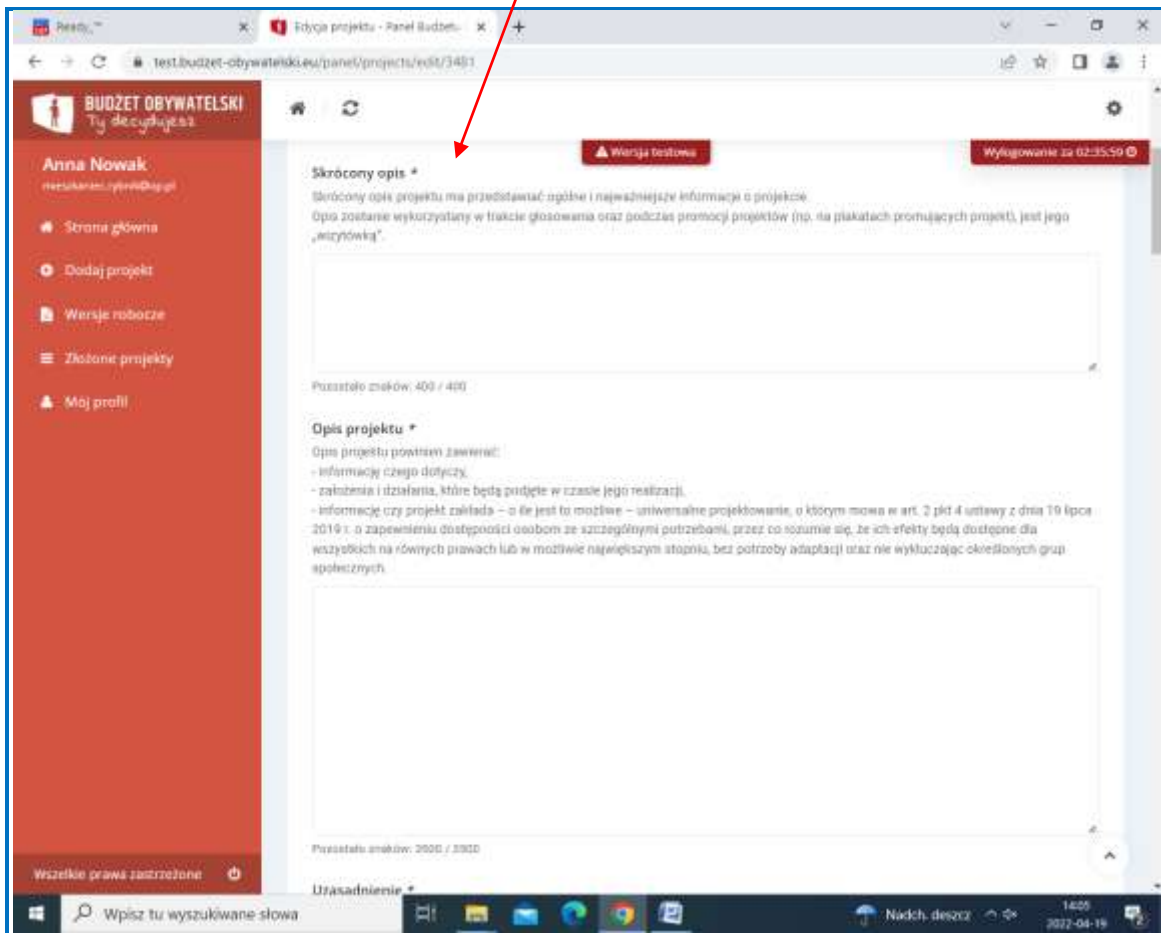 Edycja projektu - Panel Budżetu
test.budzet-obywatelski.eu/panel/projects/edit/3481
BUDŻET OBYWATELSKI
Ty decydujesz
Anna Nowak
Strona główna
Dodaj projekt
Wersje robocze
Złożone projekty
Mój profil
Wszelkie prawa zastrzeżone
Wersja testowa
Wylogowanie za 02:35:59
Skrócony opis *
Skrócony opis projektu ma przedstawiać ogólne i najważniejsze informacje o projekcie.
Opis zostanie wykorzystany w trakcie głosowania oraz podczas promocji projektów (np. na plakatach promujących projekt), jest jego
„wizytówką”.
Pozostało znaków: 400 / 400
Opis projektu *
Opis projektu powinien zawierać:
- informację czego dotyczy,
- założenia i działania, które będą podjęte w czasie jego realizacji,
- informację czy projekt zakłada – o ile jest to możliwe – uniwersalne projektowanie, o którym mowa w art. 2 pkt 4 ustawy z dnia 19 lipca
2019 r. o zapewnieniu dostępności osobom ze szczególnymi potrzebami, przez co rozumie się, że ich efekty będą dostępne dla
wszystkich na równych prawach lub w możliwie największym stopniu, bez potrzeby adaptacji oraz nie wykluczając określonych grup
społecznych.
Pozostało znaków:
Uzasadnienie *
Wpisz tu wyszukiwane słowa
Nadch. deszcz
14:05
2022-04-19